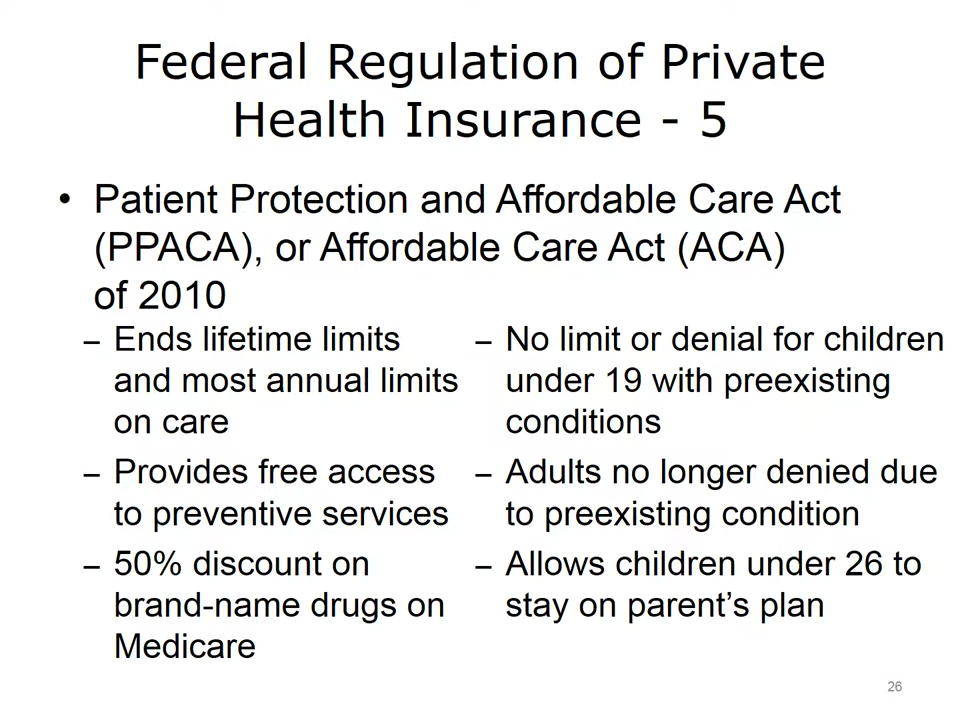 Federal Regulation of Private
Health Insurance - 5
• Patient Protection and Affordable Care Act
(PPACA), or Affordable Care Act (ACA)
of 2010
– Ends lifetime limits
and most annual limits
on care
– Provides free access
to preventive services
– 50% discount on
brand-name drugs on
Medicare
– No limit or denial for children
under 19 with preexisting
conditions
– Adults no longer denied due
to preexisting condition
– Allows children under 26 to
stay on parent’s plan
26